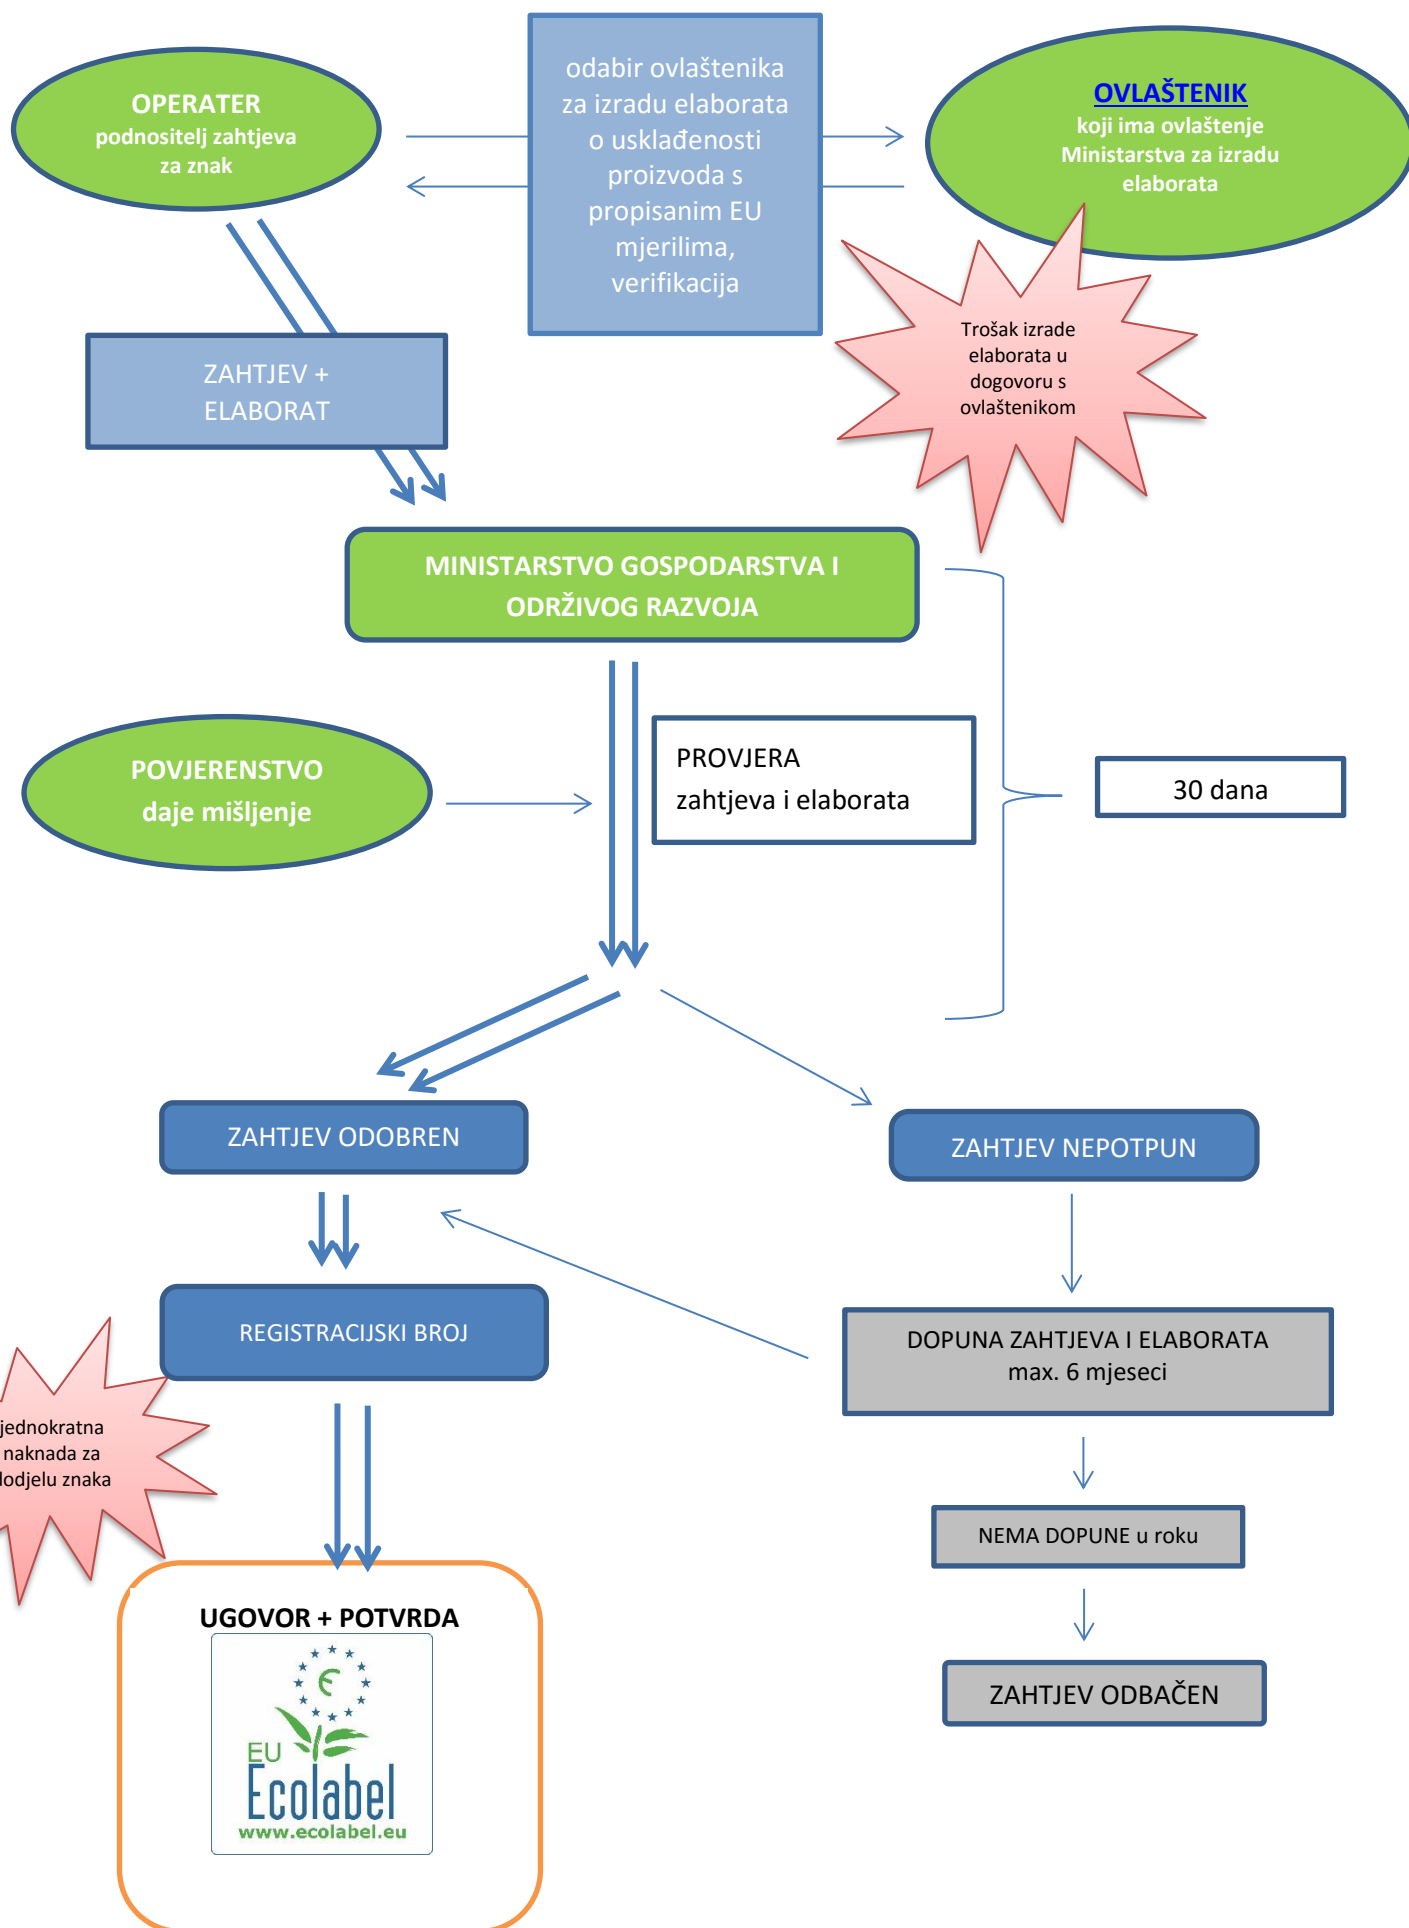 OPERATER
podnositelj zahtjeva
za znak
odabir ovlaštenika
za izradu elaborata
o usklađenosti
proizvoda s
propisanim EU
mjerilima,
verifikacija
OVLAŠTENIK
koji ima ovlaštenje
Ministarstva za izradu
elaborata
Trošak izrade
elaborata u
dogovoru s
ovlaštenikom
ZAHTJEV +
ELABORAT
MINISTARSTVO GOSPODARSTVA I
ODRŽIVOG RAZVOJA
POVJERENSTVO
daje mišljenje
PROVJERA
zahtjeva i elaborata
30 dana
ZAHTJEV ODOBREN
ZAHTJEV NEPOTPUN
REGISTRACIJSKI BROJ
DOPUNA ZAHTJEVA I ELABORATA
max. 6 mjeseci
jednokratna
naknada za
dodjelu znaka
NEMA DOPUNE u roku
UGOVOR + POTVRDA
ZAHTJEV ODBAČEN
EU
Ecolabel
www.ecolabel.eu